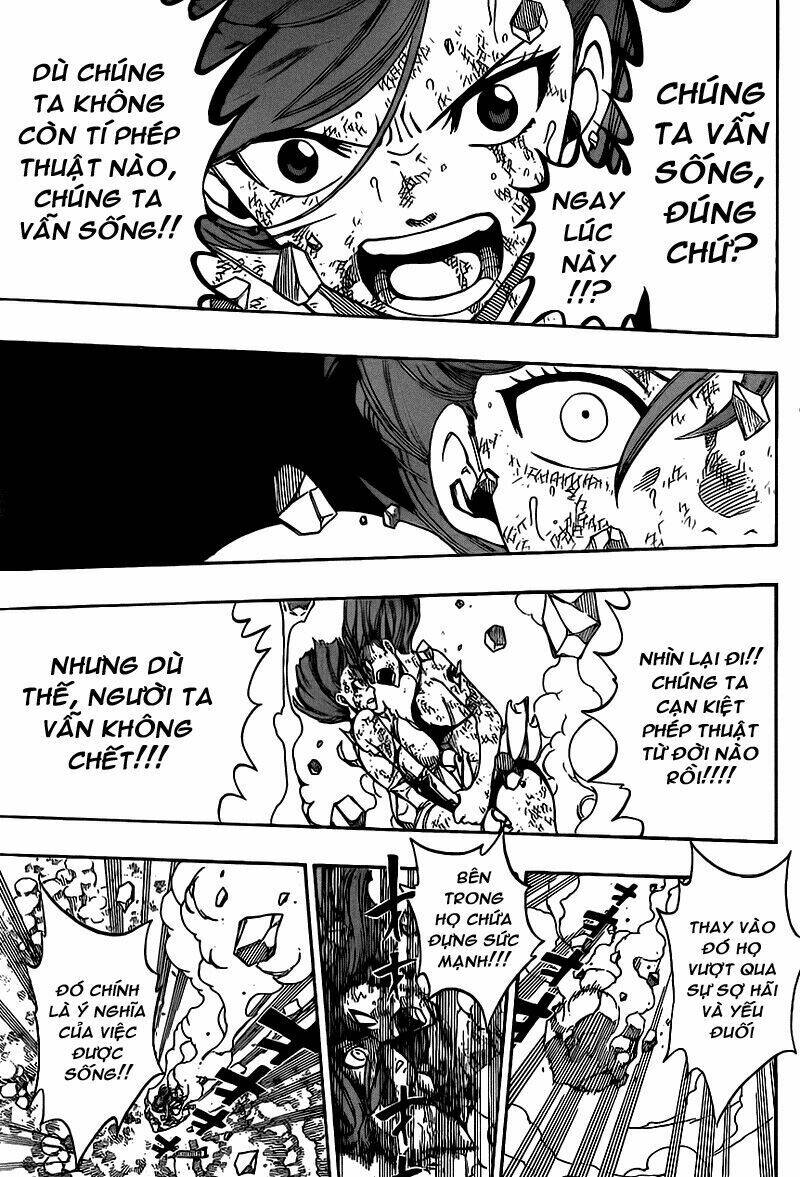 CHÚNG
TA VẪN
SỐNG,
ĐÚNG
CHỨ?
NGAY
LÚC
NÀY
!!?
DÙ CHÚNG
TA KHÔNG
CÒN TÍ PHÉP
THUẬT NÀO,
CHÚNG TA
VẪN SỐNG!!
NHÌN LẠI ĐI!!
CHÚNG TA
CẠN KIỆT
PHÉP THUẬT
TỪ ĐỜI NÀO
RỒI!!!!
NHƯNG DÙ
THẾ, NGƯỜI TA
VẪN KHÔNG
CHẾT!!!
THAY VÀO
ĐÓ HỌ
VƯỢT QUA
SỰ SỢ HÃI
VÀ YẾU
ĐUỐI
BÊN
TRONG
HỌ CHỨA
ĐỰNG SỨC
MẠNH!!!
ĐÓ CHÍNH
LÀ Ý NGHĨA
CỦA VIỆC
ĐƯỢC
SỐNG!!